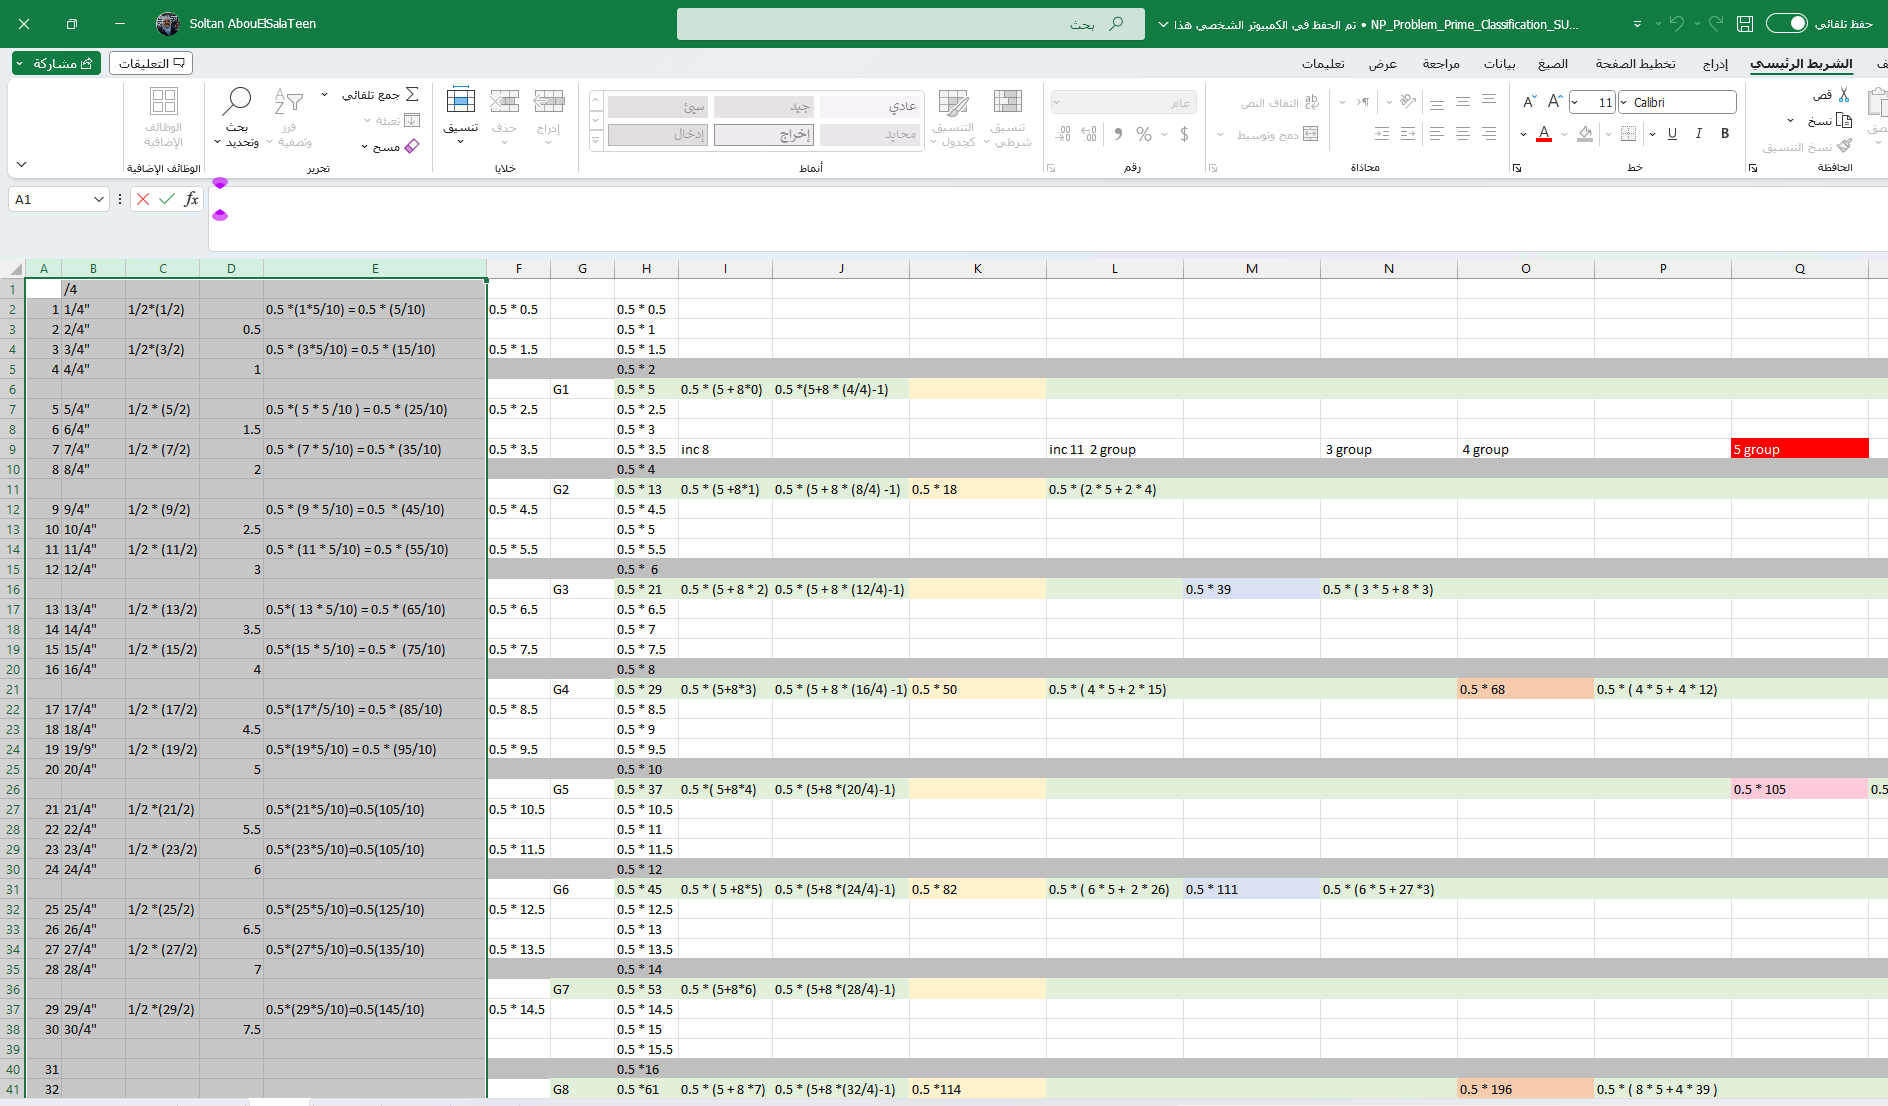 Soltan AbouElSalaTeen
بحث
NP_Problem_Prime_Classification_SU... • تم الحفظ في الكمبيوتر الشخصي هذا
حفظ تلقائي
مشاركة
التعليقات
الشريط الرئيسي إدراج تخطيط الصفحة الصيغ بيانات مراجعة عرض تعليمات
قص
نسخ
نسخ التنسيق
الحافظة
Calibri 11
B I U
خط
التفاف النص
دمج وتوسيط
محاذاة
عام
رقم
تنسيق شرطي
التنسيق كجدول
عادي جيد سيئ
محايد إخراج إدخال
أنماط
إدراج حذف تنسيق
خلايا
جمع تلقائي
تعبئة
مسح
فرز وتصفية
بحث وتحديد
تحرير
الوظائف الإضافية
الوظائف الإضافية
A1 fx
A B C D E F G H I J K L M N O P Q
1 /4
2 1 1/4" 1/2*(1/2) 0.5 *(1*5/10) = 0.5 * (5/10) 0.5 * 0.5 0.5 * 0.5
3 2 2/4" 0.5 0.5 * 1
4 3 3/4" 1/2*(3/2) 0.5 * (3*5/10) = 0.5 * (15/10) 0.5 * 1.5 0.5 * 1.5
5 4 4/4" 1 0.5 * 2
6 G1 0.5 * 5 0.5 * (5 + 8*0) 0.5 *(5+8 * (4/4)-1)
7 5 5/4" 1/2 * (5/2) 0.5 *( 5 * 5 /10 ) = 0.5 * (25/10) 0.5 * 2.5 0.5 * 2.5
8 6 6/4" 1.5 0.5 * 3
9 7 7/4" 1/2 * (7/2) 0.5 * (7 * 5/10) = 0.5 * (35/10) 0.5 * 3.5 0.5 * 3.5 inc 8 inc 11 2 group 3 group 4 group 5 group
10 8 8/4" 2 0.5 * 4
11 G2 0.5 * 13 0.5 * (5 +8*1) 0.5 * (5 + 8 * (8/4) -1) 0.5 * 18 0.5 * (2 * 5 + 2 * 4)
12 9 9/4" 1/2 * (9/2) 0.5 * (9 * 5/10) = 0.5 * (45/10) 0.5 * 4.5 0.5 * 4.5
13 10 10/4" 2.5 0.5 * 5
14 11 11/4" 1/2 * (11/2) 0.5 * (11 * 5/10) = 0.5 * (55/10) 0.5 * 5.5 0.5 * 5.5
15 12 12/4" 3 0.5 * 6
16 G3 0.5 * 21 0.5 * (5 + 8 * 2) 0.5 * (5 + 8 * (12/4)-1) 0.5 * 39 0.5 * ( 3 * 5 + 8 * 3)
17 13 13/4" 1/2 * (13/2) 0.5*( 13 * 5/10) = 0.5 * (65/10) 0.5 * 6.5 0.5 * 6.5
18 14 14/4" 3.5 0.5 * 7
19 15 15/4" 1/2 * (15/2) 0.5*(15 * 5/10) = 0.5 * (75/10) 0.5 * 7.5 0.5 * 7.5
20 16 16/4" 4 0.5 * 8
21 G4 0.5 * 29 0.5 * (5+8*3) 0.5 * (5 + 8 * (16/4) -1) 0.5 * 50 0.5 * ( 4 * 5 + 2 * 15) 0.5 * 68 0.5 * ( 4 * 5 + 4 * 12)
22 17 17/4" 1/2 * (17/2) 0.5*(17*/5/10) = 0.5 * (85/10) 0.5 * 8.5 0.5 * 8.5
23 18 18/4" 4.5 0.5 * 9
24 19 19/9" 1/2 * (19/2) 0.5*(19*5/10) = 0.5 * (95/10) 0.5 * 9.5 0.5 * 9.5
25 20 20/4" 5 0.5 * 10
26 G5 0.5 * 37 0.5 *( 5+8*4) 0.5 * (5+8 *(20/4)-1) 0.5 * 105 0.5
27 21 21/4" 1/2 *(21/2) 0.5*(21*5/10)=0.5(105/10) 0.5 * 10.5 0.5 * 10.5
28 22 22/4" 5.5 0.5 * 11
29 23 23/4" 1/2 * (23/2) 0.5*(23*5/10)=0.5(105/10) 0.5 * 11.5 0.5 * 11.5
30 24 24/4" 6 0.5 * 12
31 G6 0.5 * 45 0.5 * ( 5 +8*5) 0.5 * (5+8 *(24/4)-1) 0.5 * 82 0.5 * ( 6 * 5 + 2 * 26) 0.5 * 111 0.5 * (6 * 5 + 27 *3)
32 25 25/4" 1/2 *(25/2) 0.5*(25*5/10)=0.5(125/10) 0.5 * 12.5 0.5 * 12.5
33 26 26/4" 6.5 0.5 * 13
34 27 27/4" 1/2 * (27/2) 0.5*(27*5/10)=0.5(135/10) 0.5 * 13.5 0.5 * 13.5
35 28 28/4" 7 0.5 * 14
36 G7 0.5 * 53 0.5 * (5+8*6) 0.5 * (5+8 *(28/4)-1)
37 29 29/4" 1/2 *(29/2) 0.5*(29*5/10)=0.5(145/10) 0.5 * 14.5 0.5 * 14.5
38 30 30/4" 7.5 0.5 * 15
39 0.5 * 15.5
40 31 0.5 *16
41 32 G8 0.5 *61 0.5 * (5 + 8 *7) 0.5 * (5+8 *(32/4)-1) 0.5 *114 0.5 * 196 0.5 * ( 8 * 5 + 4 * 39 )